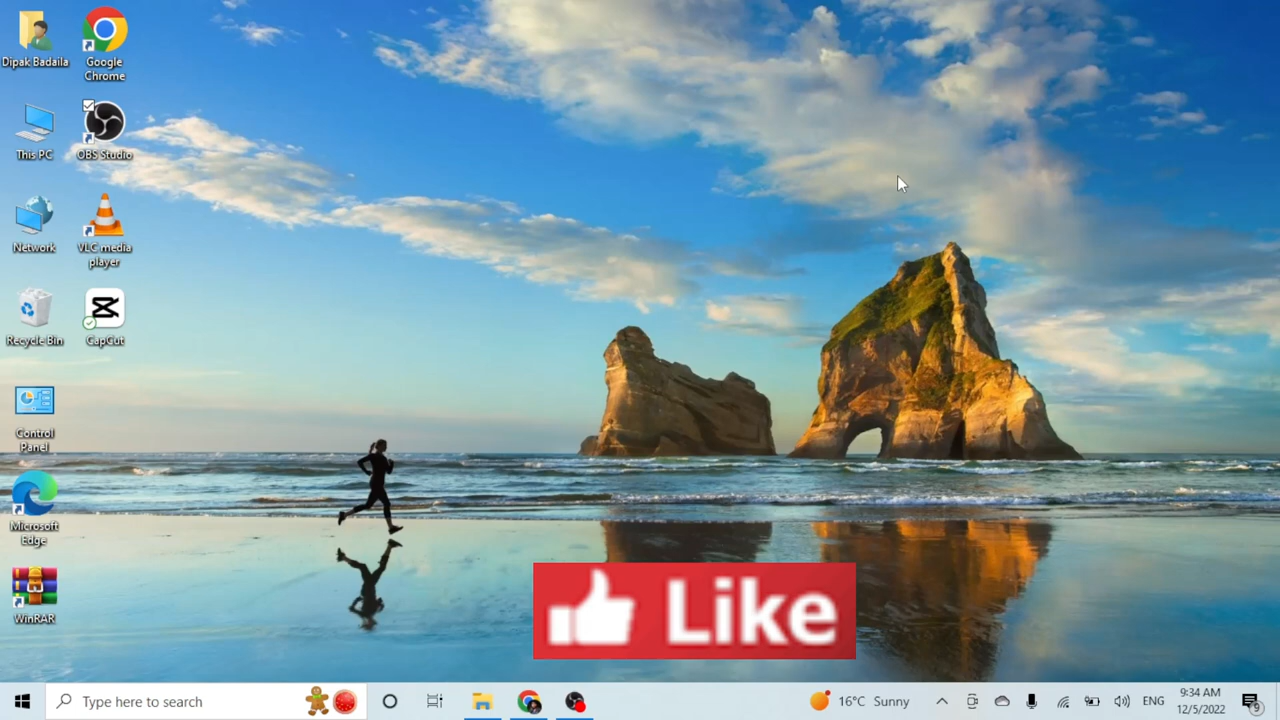 Dipak Badaila
Google
Chrome
This PC
OBS Studio
Network
VLC media
player
Recycle Bin
CapCut
Control
Panel
Microsoft
Edge
WinRAR
Like
Type here to search
16°C Sunny
ENG
9:34 AM
12/5/2022
9